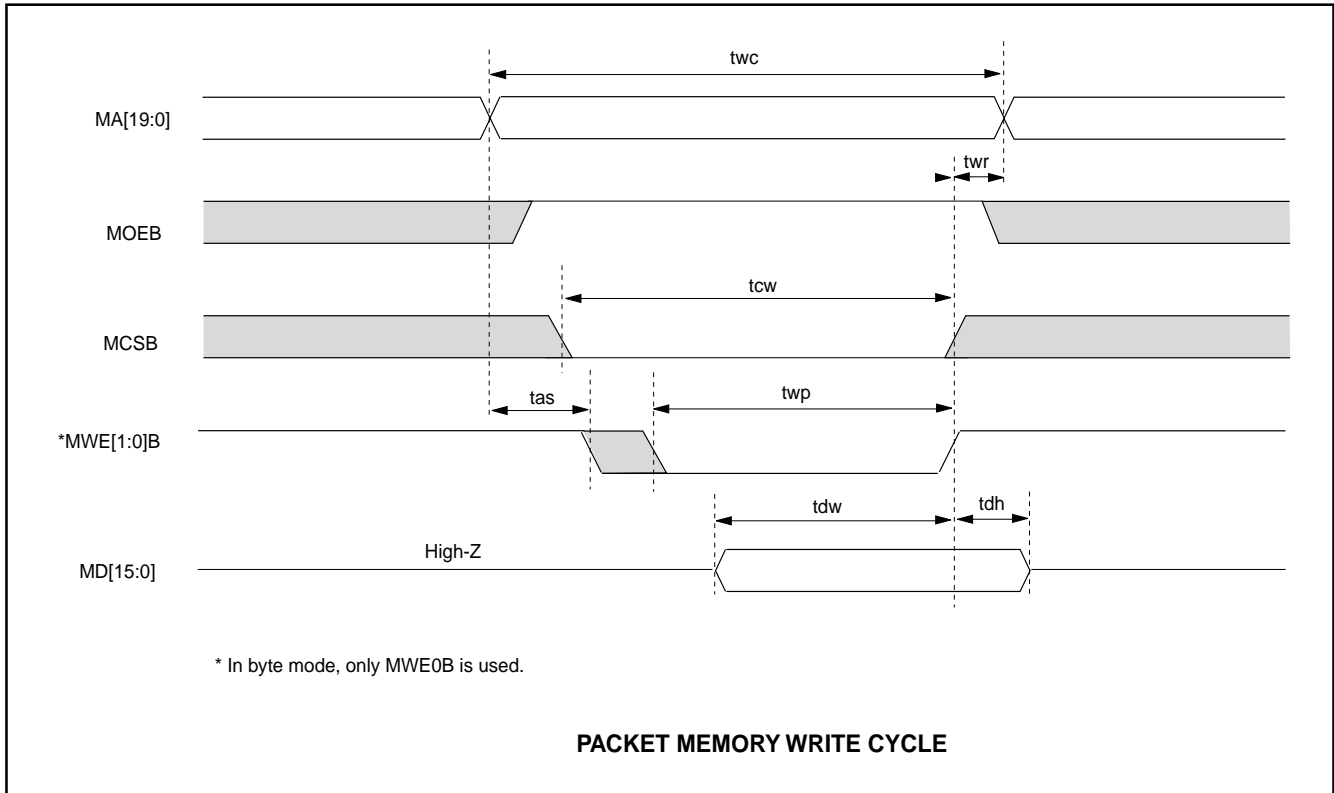 twc
MA[19:0]
twr
MOEB
tcw
MCSB
tas
twp
*MWE[1:0]B
tdw
tdh
High-Z
MD[15:0]
* In byte mode, only MWE0B is used.
PACKET MEMORY WRITE CYCLE